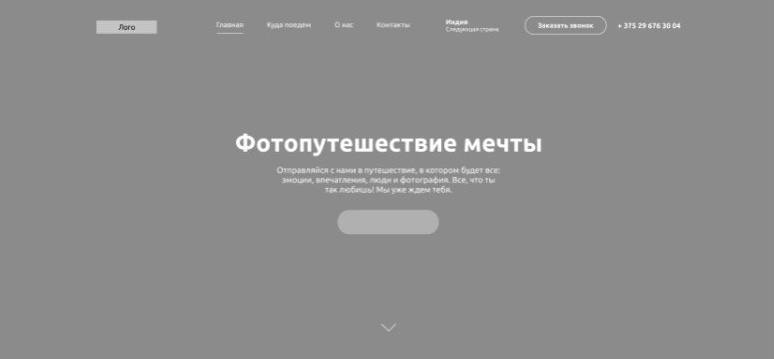 Лого
Главная
Куда поедем
О нас
Контакты
Индия
Следующая страна
Заказать звонок
+ 375 29 676 30 04
Фотопутешествие мечты
Отправляйся с нами в путешествие, в котором будет все:
эмоции, впечатления, люди и фотография. Все, что ты
так любишь! Мы уже ждем тебя.